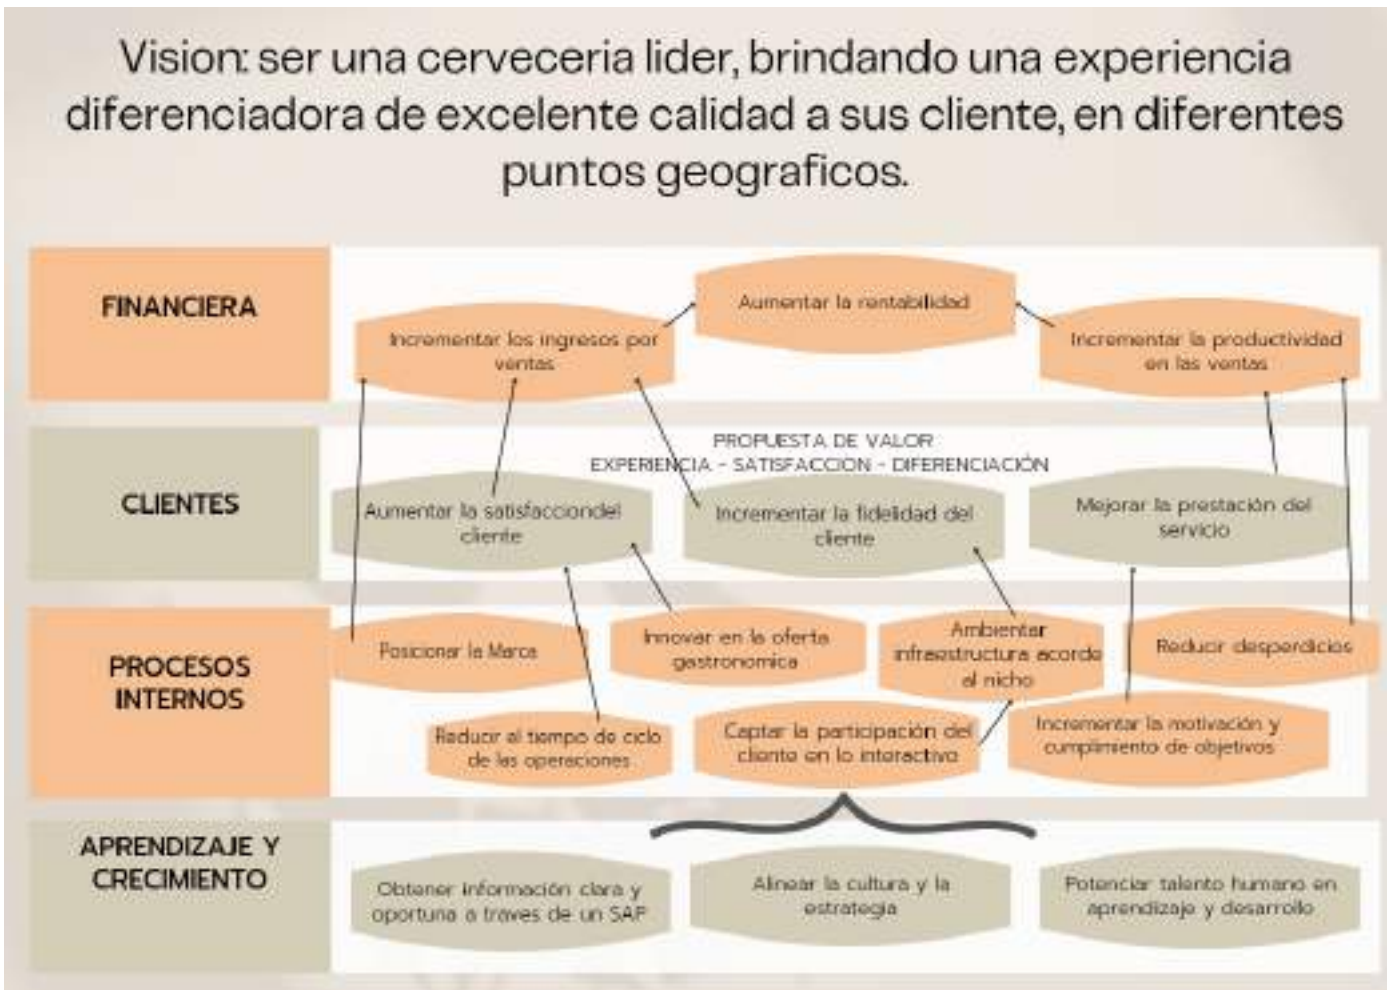 Vision: ser una cerveceria lider, brindando una experiencia
diferenciadora de excelente calidad a sus cliente, en diferentes
puntos geograficos.
FINANCIERA
Aumentar la rentabilidad
Incrementar los ingresos por
ventas
Incrementar la productividad
en las ventas
CLIENTES
PROPUESTA DE VALOR
EXPERIENCIA - SATISFACCION - DIFERENCIACIÓN
Aumentar la satisfacciondel
cliente
Incrementar la fidelidad del
cliente
Mejorar la prestación del
servicio
PROCESOS
INTERNOS
Posicionar la Marca
Innovar en la oferta
gastronomica
Ambientar
infraestructura acorde
al nicho
Reducir desperdicios
Reducir el tiempo de ciclo
de las operaciones
Captar la participación del
cliente en lo interactivo
Incrementar la motivación y
cumplimiento de objetivos
APRENDIZAJE Y
CRECIMIENTO
Obtener información clara y
oportuna a traves de un SAP
Alinear la cultura y la
estrategia
Potenciar talento humano en
aprendizaje y desarrollo